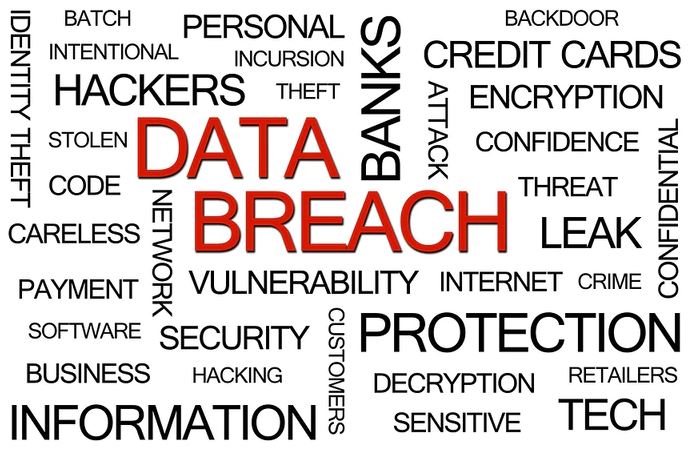 IDENTITY THEFT
BATCH
PERSONAL
BANKS
BACKDOOR
INTENTIONAL
INCURSION
CREDIT CARDS
HACKERS
THEFT
ATTACK
ENCRYPTION
STOLEN
DATA
CONFIDENCE
CONFIDENTIAL
CODE
THREAT
NETWORK
BREACH
CARELESS
LEAK
PAYMENT
VULNERABILITY
INTERNET
CRIME
SOFTWARE
SECURITY
CUSTOMERS
PROTECTION
BUSINESS
HACKING
DECRYPTION
RETAILERS
INFORMATION
SENSITIVE
TECH